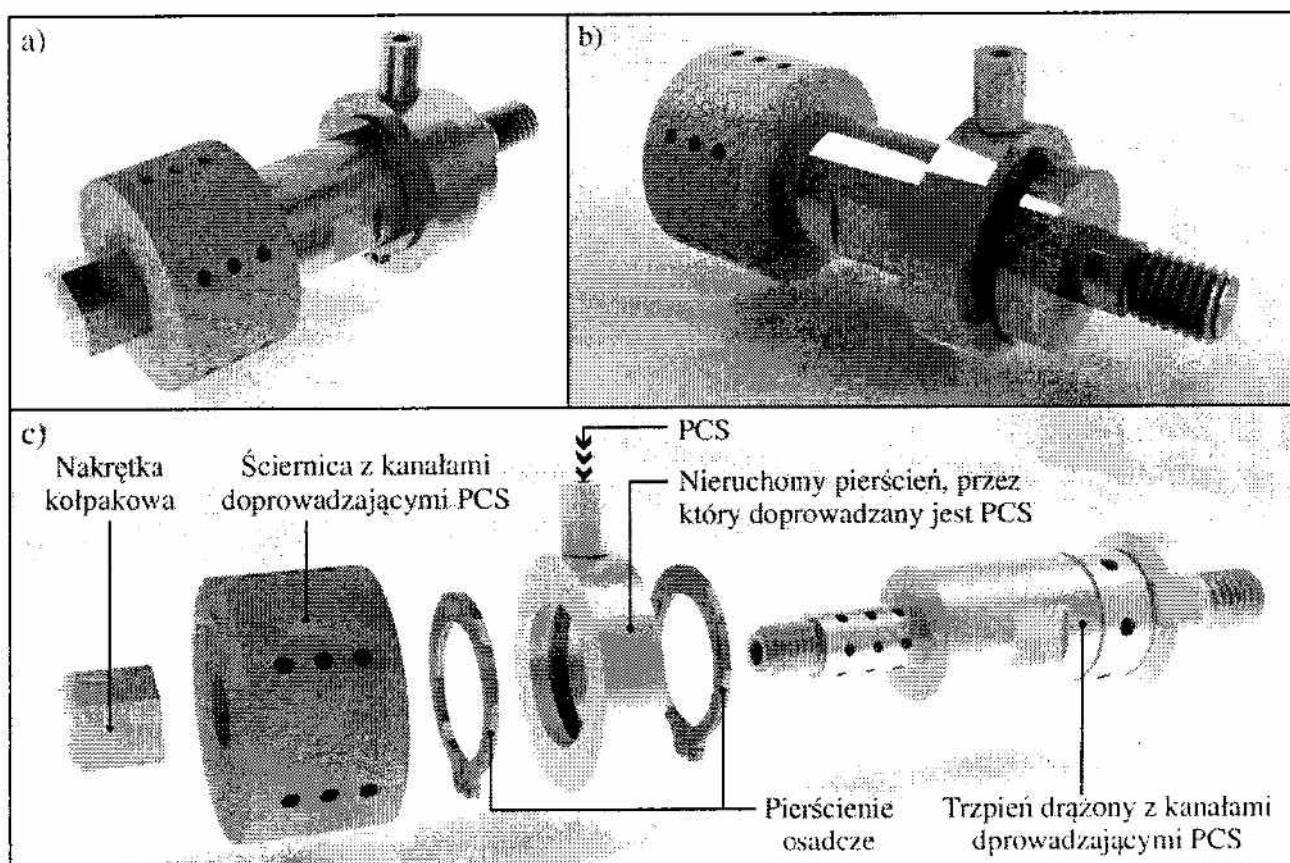 a)
b)
c)
PCS
Nakrętka
kołpakowa
Ściernica z kanałami
doprowadzającymi PCS
Nieruchomy pierścień, przez
który doprowadzany jest PCS
Pierścienie
osadcze
Trzpień drążony z kanałami
dprowadzającymi PCS